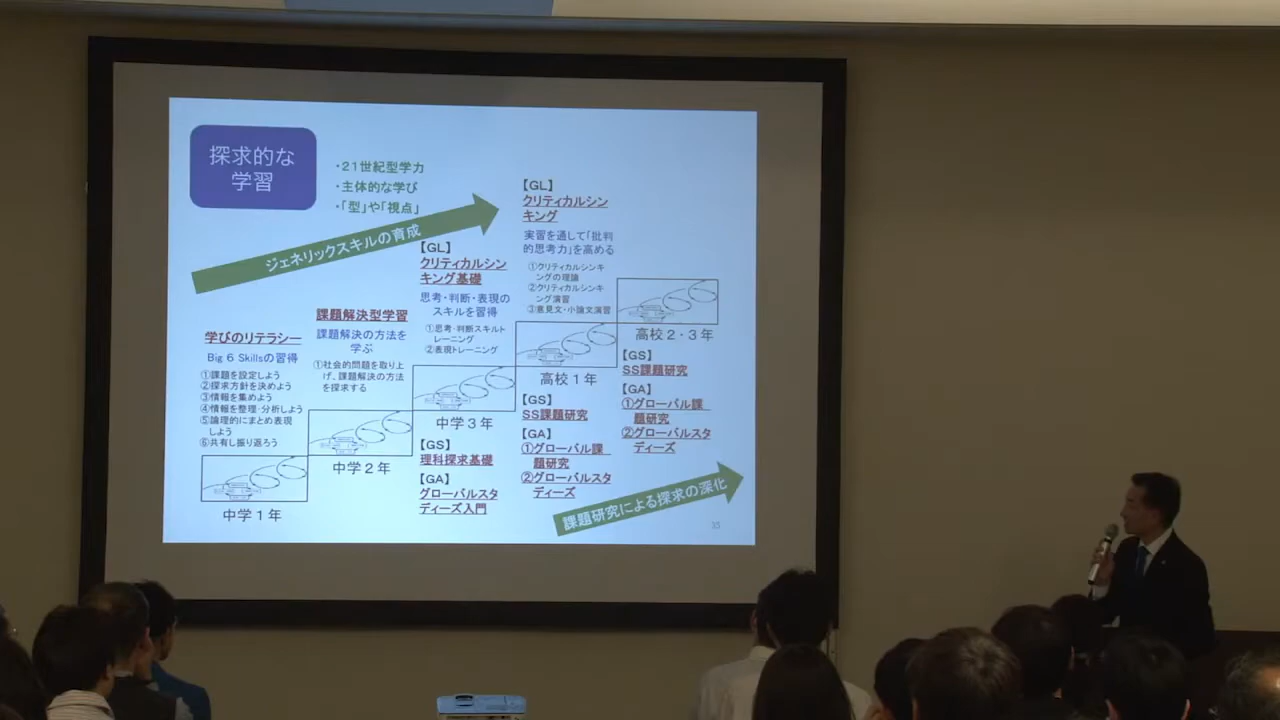 探求的な
学習
・21世紀型学力
・主体的な学び
・「型」や「視点」
ジェネリックスキルの育成
学びのリテラシー
Big 6 Skillsの習得
①課題を設定しよう
②探求方針を決めよう
③情報を集めよう
④情報を整理・分析しよう
⑤論理的にまとめ表現
しよう
⑥共有し振り返ろう
中学1年
課題解決型学習
課題解決の方法を
学ぶ
①社会的問題を取り上
げ、課題解決の方法
を探求する
中学2年
【GL】
クリティカルシン
キング基礎
思考・判断・表現の
スキルを習得
①思考・判断スキルト
レーニング
②表現トレーニング
中学3年
【GS】
理科探求基礎
【GA】
グローバルスタ
ディーズ入門
【GL】
クリティカルシン
キング
実習を通して「批判
的思考力」を高める
①クリティカルシンキ
ングの理論
②クリティカルシンキ
ング演習
③意見文・小論文演習
高校1年
【GS】
SS課題研究
【GA】
①グローバル課
題研究
②グローバルスタ
ディーズ
高校2・3年
【GS】
SS課題研究
【GA】
①グローバル課
題研究
②グローバルスタ
ディーズ
課題研究による探求の深化
35